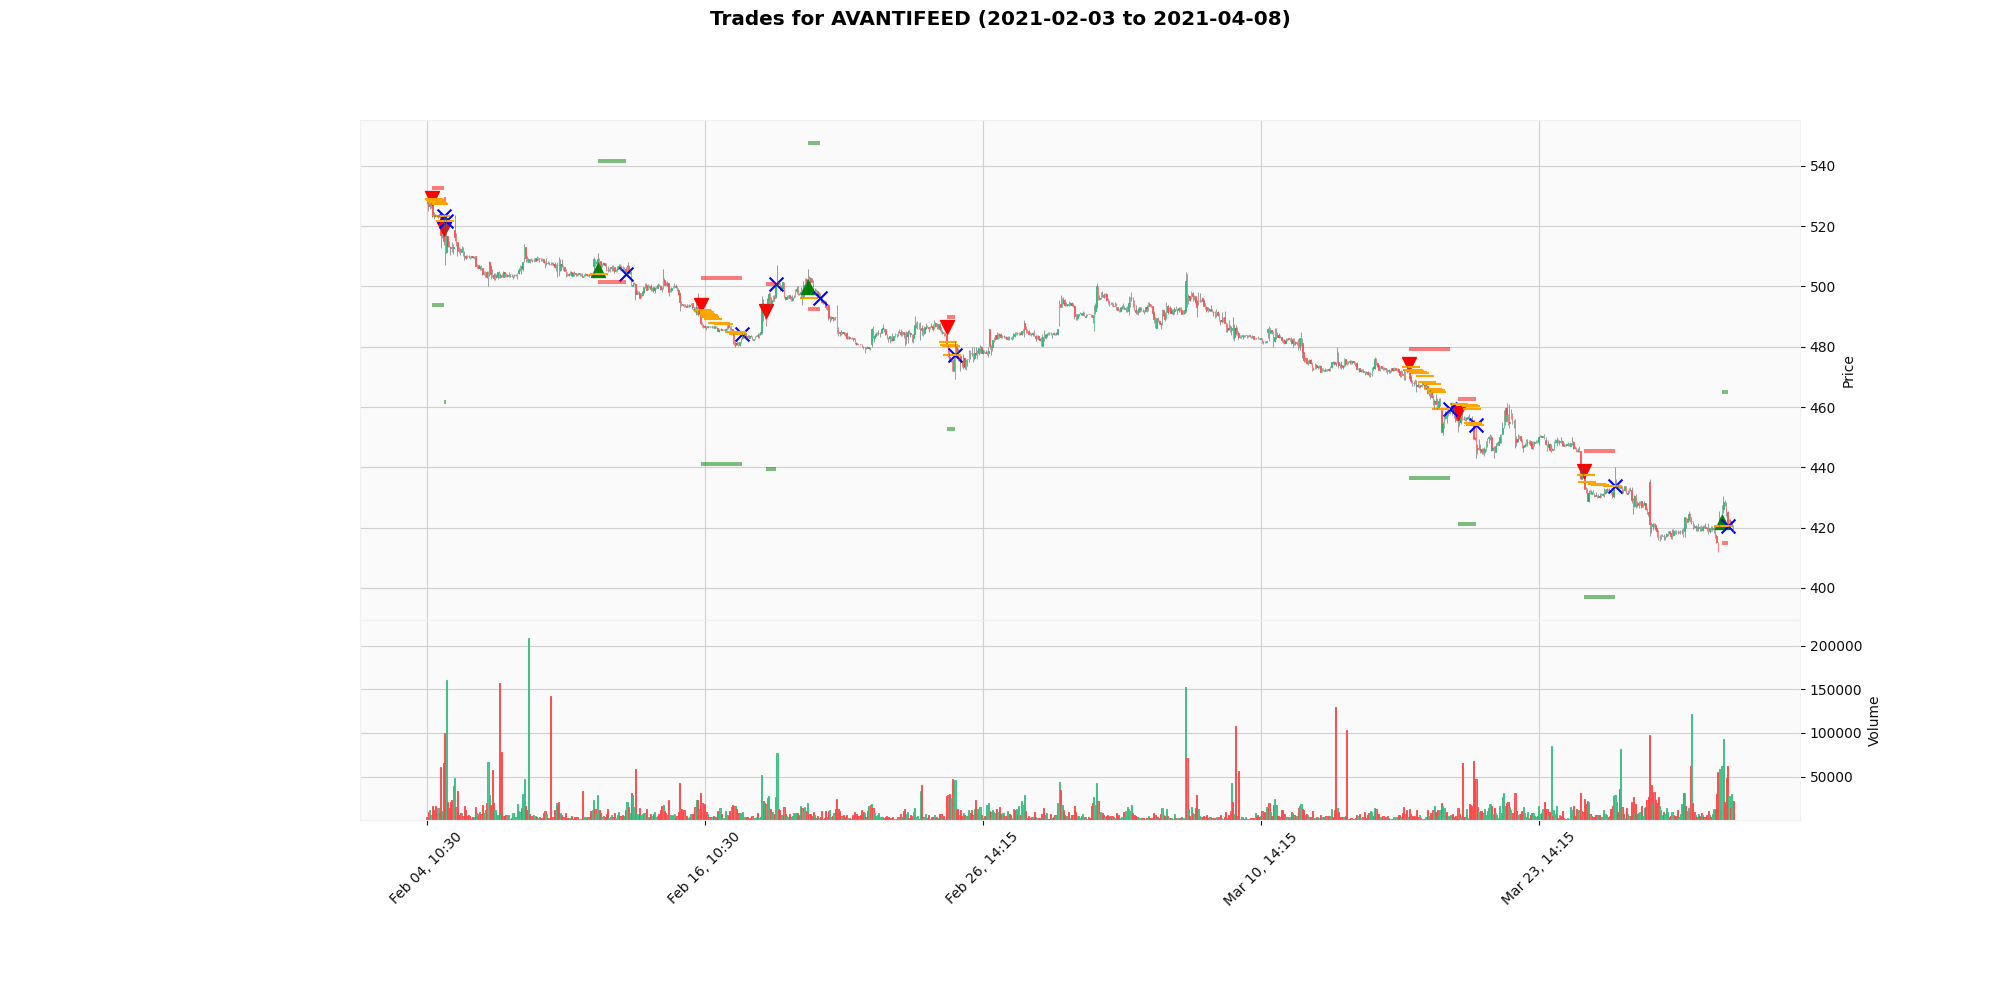 Trades for AVANTIFEED (2021-02-03 to 2021-04-08)
540
520
500
480
460
440
420
400
Price
200000
150000
100000
50000
Volume
Feb 04, 10:30
Feb 16, 10:30
Feb 26, 14:15
Mar 10, 14:15
Mar 23, 14:15